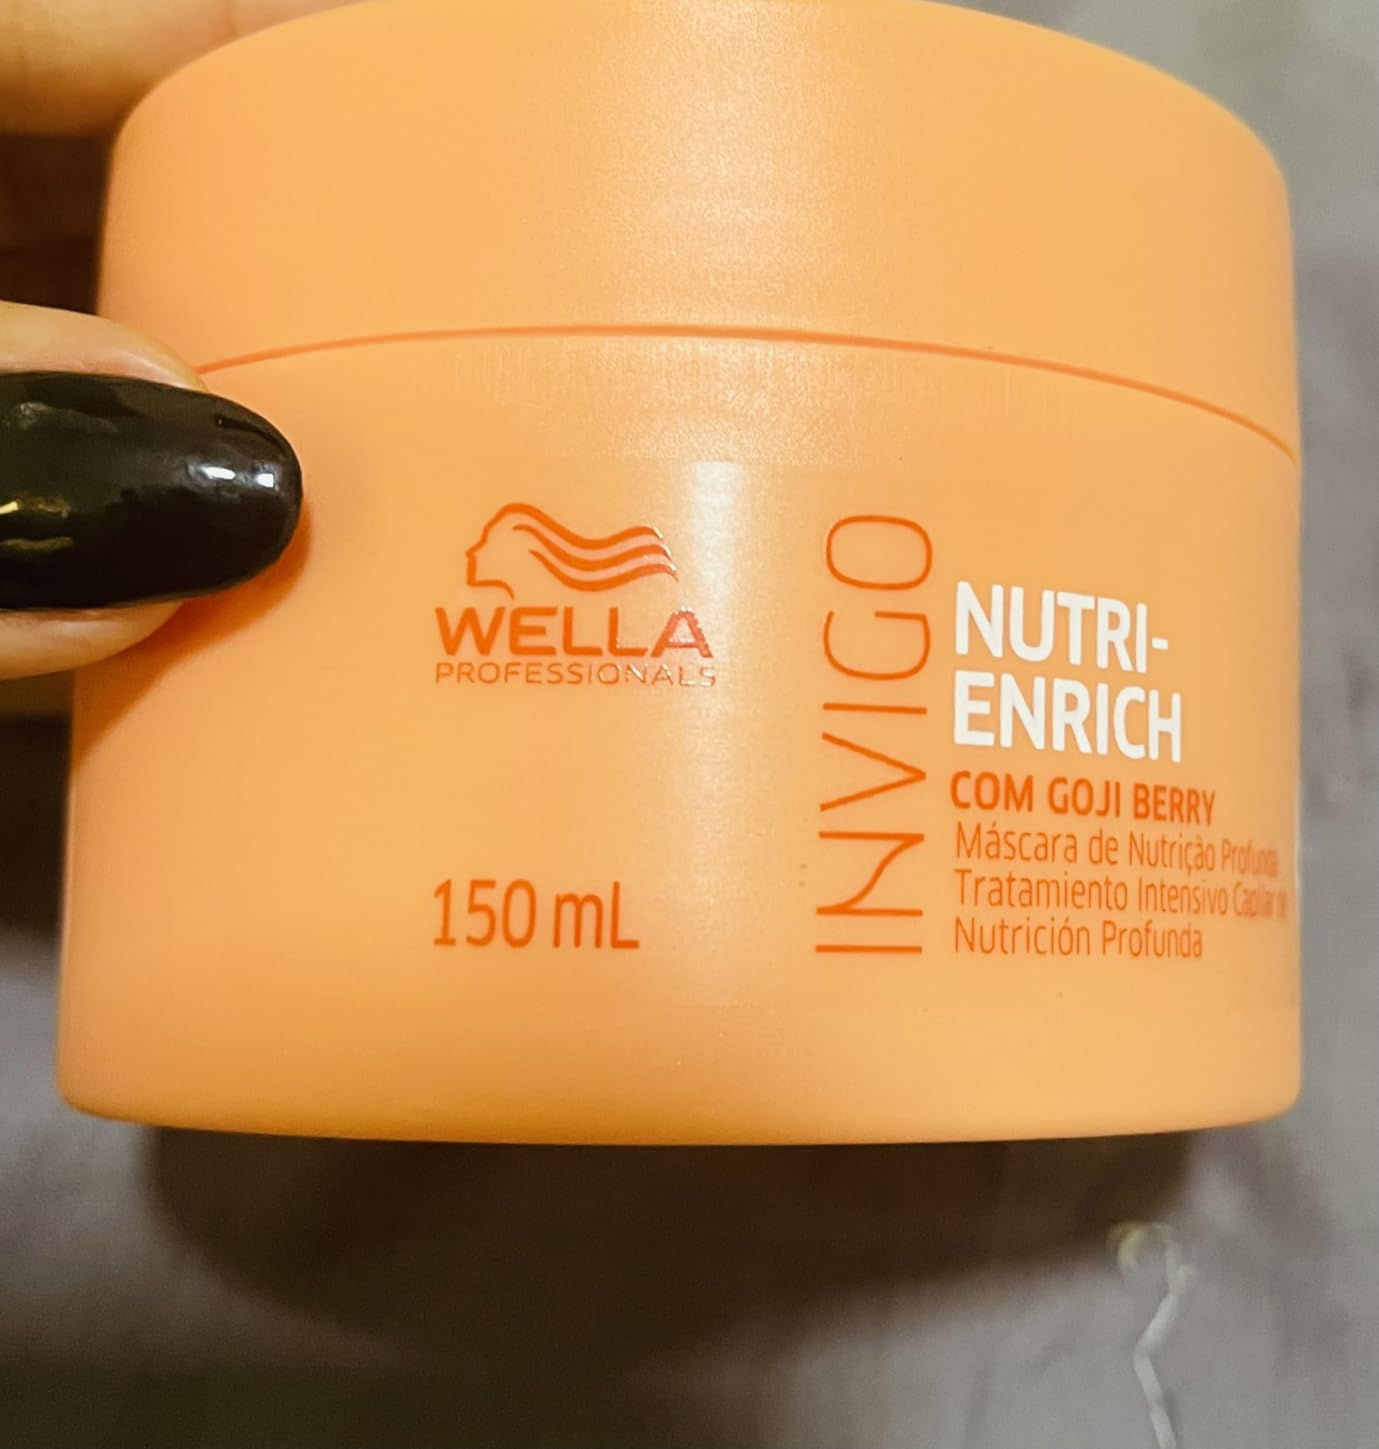 WELLA
PROFESSIONALS
150 mL
INVIGO
NUTRI-
ENRICH
COM GOJI BERRY
Máscara de Nutrição Profunda
Tratamiento Intensivo Capilar
Nutrición Profunda